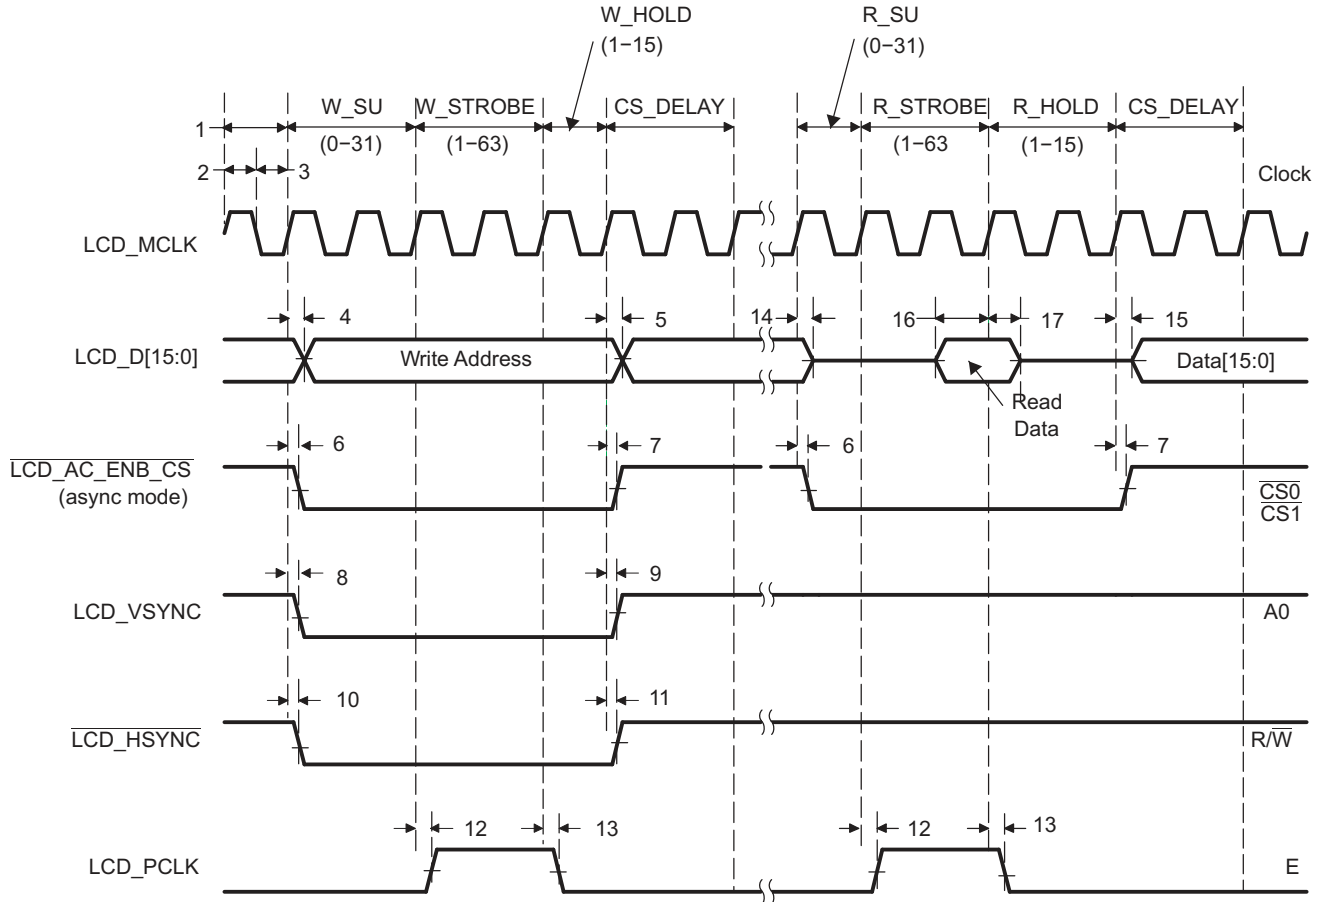 W_HOLD
(1−15)
R_SU
(0−31)
W_SU
(0−31)
W_STROBE
(1−63)
CS_DELAY
R_STROBE
(1−63
R_HOLD
(1−15)
CS_DELAY
1
2
3
Clock
LCD_MCLK
4
5
14
16
17
15
LCD_D[15:0]
Write Address
Data[15:0]
Read
Data
6
7
6
7
LCD_AC_ENB_CS
(async mode)
CS0
CS1
8
9
LCD_VSYNC
A0
10
11
LCD_HSYNC
R/W
12
13
12
13
LCD_PCLK
E